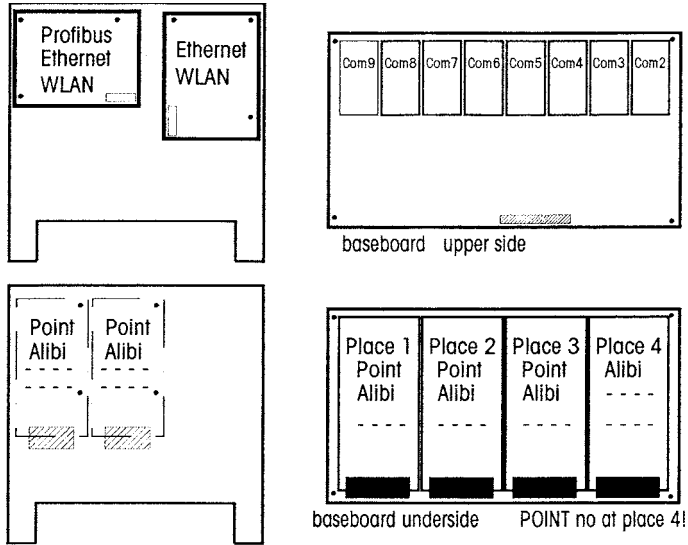 Profibus
Ethernet
WLAN
Ethernet
WLAN
Com9 Com8 Com7 Com6 Com5 Com4 Com3 Com2
baseboard upper side
Point
Alibi
Point
Alibi
Place 1
Point
Alibi
Place 2
Point
Alibi
Place 3
Point
Alibi
Place 4
Alibi
baseboard underside
POINT no at place 4!